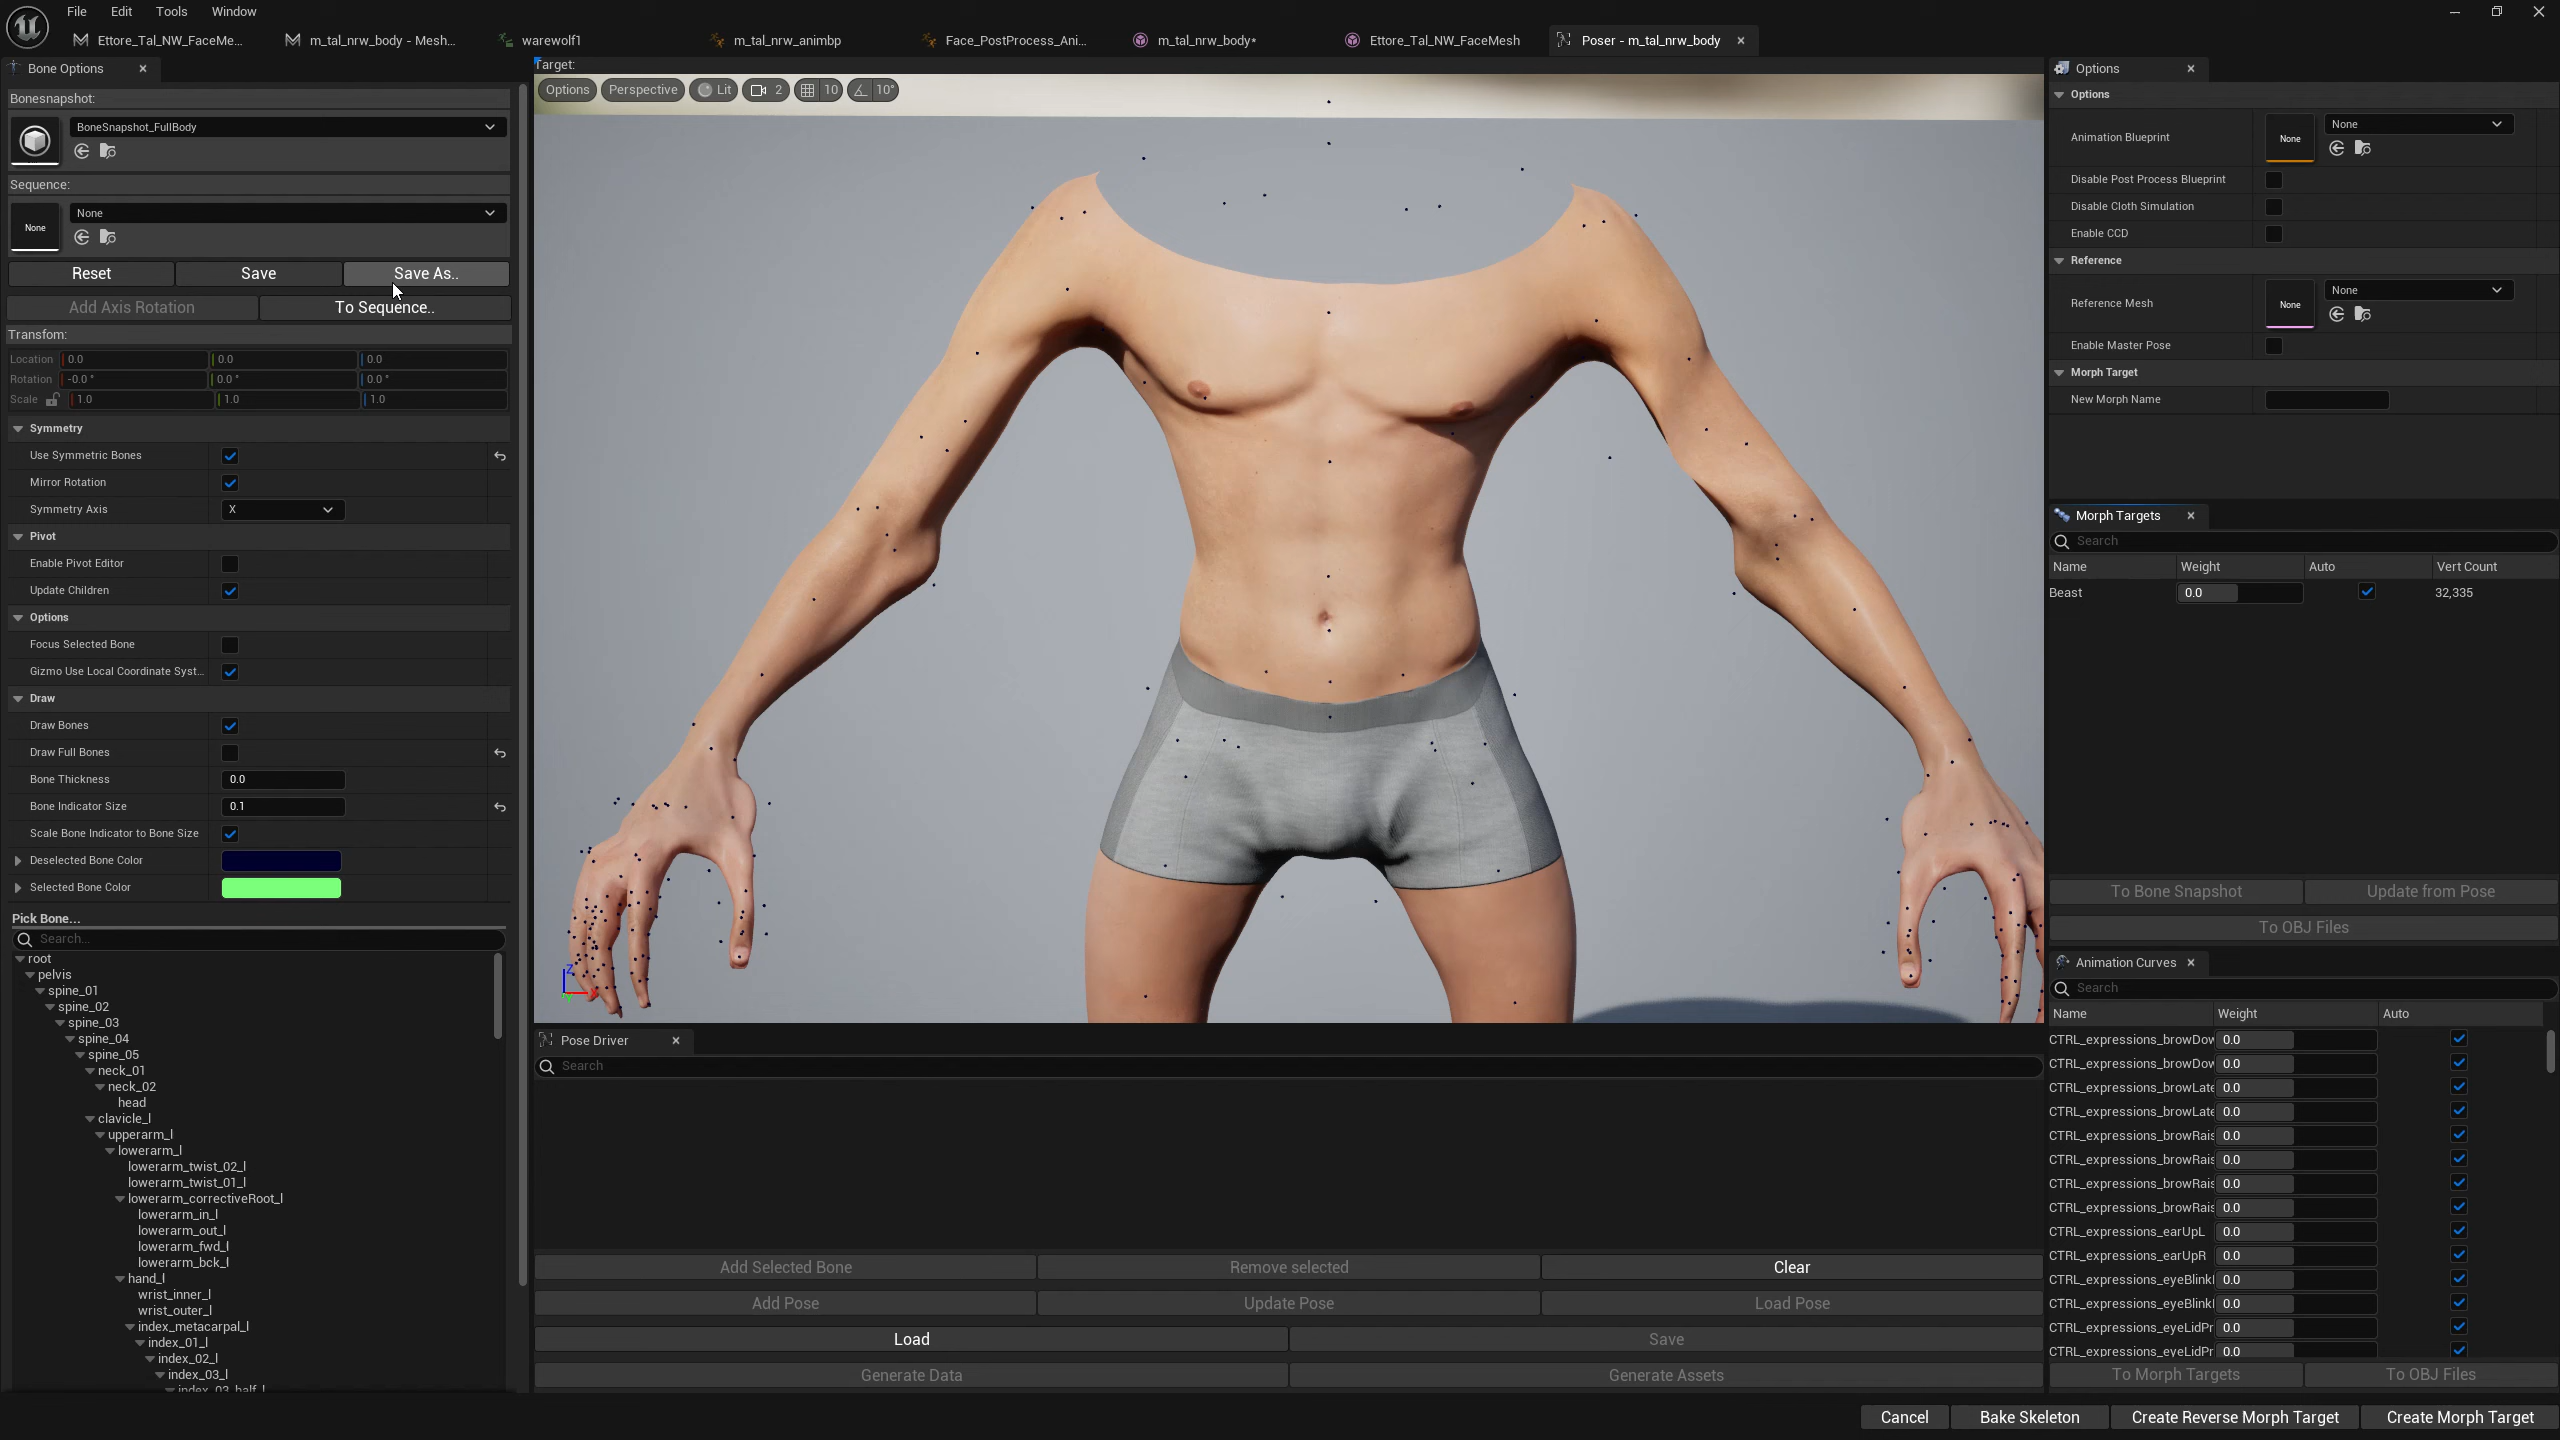 File Edit Tools Window
Ettore_Tal_NW_FaceMe... m_tal_nrw_body - Mesh... warewolf1 m_tal_nrw_animbp Face_PostProcess_Ani... m_tal_nrw_body* Ettore_Tal_NW_FaceMesh Poser - m_tal_nrw_body
Bone Options
Bonesnapshot:
BoneSnapshot_FullBody
Sequence:
None
None
Reset Save Save As..
Add Axis Rotation To Sequence..
Transfom:
Location 0.0 0.0 0.0
Rotation -0.0 ° 0.0 ° 0.0 °
Scale 1.0 1.0 1.0
Symmetry
Use Symmetric Bones
Mirror Rotation
Symmetry Axis X
Pivot
Enable Pivot Editor
Update Children
Options
Focus Selected Bone
Gizmo Use Local Coordinate Syst...
Draw
Draw Bones
Draw Full Bones
Bone Thickness 0.0
Bone Indicator Size 0.1
Scale Bone Indicator to Bone Size
Deselected Bone Color
Selected Bone Color
Pick Bone...
Search...
root
pelvis
spine_01
spine_02
spine_03
spine_04
spine_05
neck_01
neck_02
head
clavicle_l
upperarm_l
lowerarm_l
lowerarm_twist_02_l
lowerarm_twist_01_l
lowerarm_correctiveRoot_l
lowerarm_in_l
lowerarm_out_l
lowerarm_fwd_l
lowerarm_bck_l
hand_l
wrist_inner_l
wrist_outer_l
index_metacarpal_l
index_01_l
index_02_l
index_03_l
index_03_half_l
Target:
Options Perspective Lit 2 10 10°
Z
X
Y
Pose Driver
Search
Add Selected Bone Remove selected Clear
Add Pose Update Pose Load Pose
Load Save
Generate Data Generate Assets
Options
Options
Animation Blueprint None None
Disable Post Process Blueprint
Disable Cloth Simulation
Enable CCD
Reference
Reference Mesh None None
Enable Master Pose
Morph Target
New Morph Name
Morph Targets
Search
Name Weight Auto Vert Count
Beast 0.0 32,335
To Bone Snapshot Update from Pose
To OBJ Files
Animation Curves
Search
Name Weight Auto
CTRL_expressions_browDow 0.0
CTRL_expressions_browDow 0.0
CTRL_expressions_browLate 0.0
CTRL_expressions_browLate 0.0
CTRL_expressions_browRais 0.0
CTRL_expressions_browRais 0.0
CTRL_expressions_browRais 0.0
CTRL_expressions_browRais 0.0
CTRL_expressions_earUpL 0.0
CTRL_expressions_earUpR 0.0
CTRL_expressions_eyeBlinkl 0.0
CTRL_expressions_eyeBlinkl 0.0
CTRL_expressions_eyeLidPr 0.0
CTRL_expressions_eyeLidPr 0.0
To Morph Targets To OBJ Files
Cancel Bake Skeleton Create Reverse Morph Target Create Morph Target